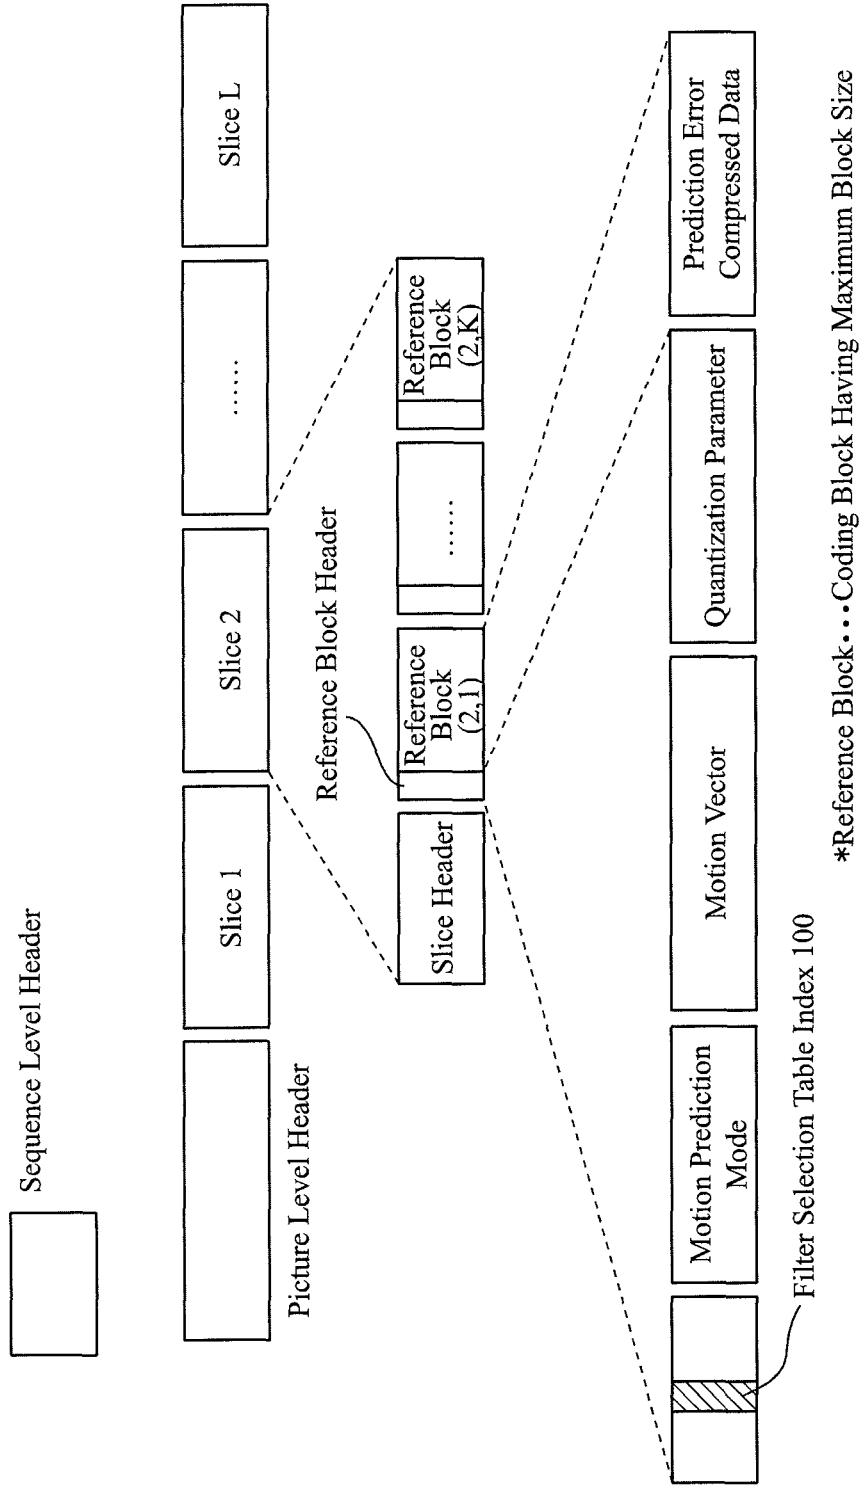 Sequence Level Header
Picture Level Header
Slice 1
Slice 2
……
Slice L
Reference Block Header
Slice Header
Reference
Block
(2,1)
……
Reference
Block
(2,K)
Filter Selection Table Index 100
Motion Prediction
Mode
Motion Vector
Quantization Parameter
Prediction Error
Compressed Data
*Reference Block•••Coding Block Having Maximum Block Size